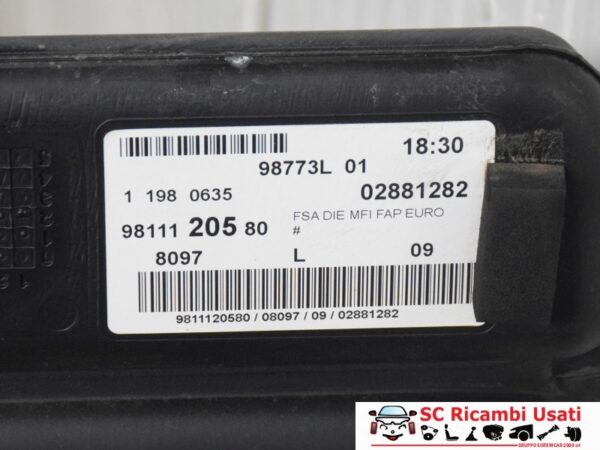 18:30
98773L 01
1 198 0635 02881282
98111 205 80 FSA DIE MFI FAP EURO
#
8097 L 09
9811120580 / 08097 / 09 / 02881282
SC Ricambi Usati